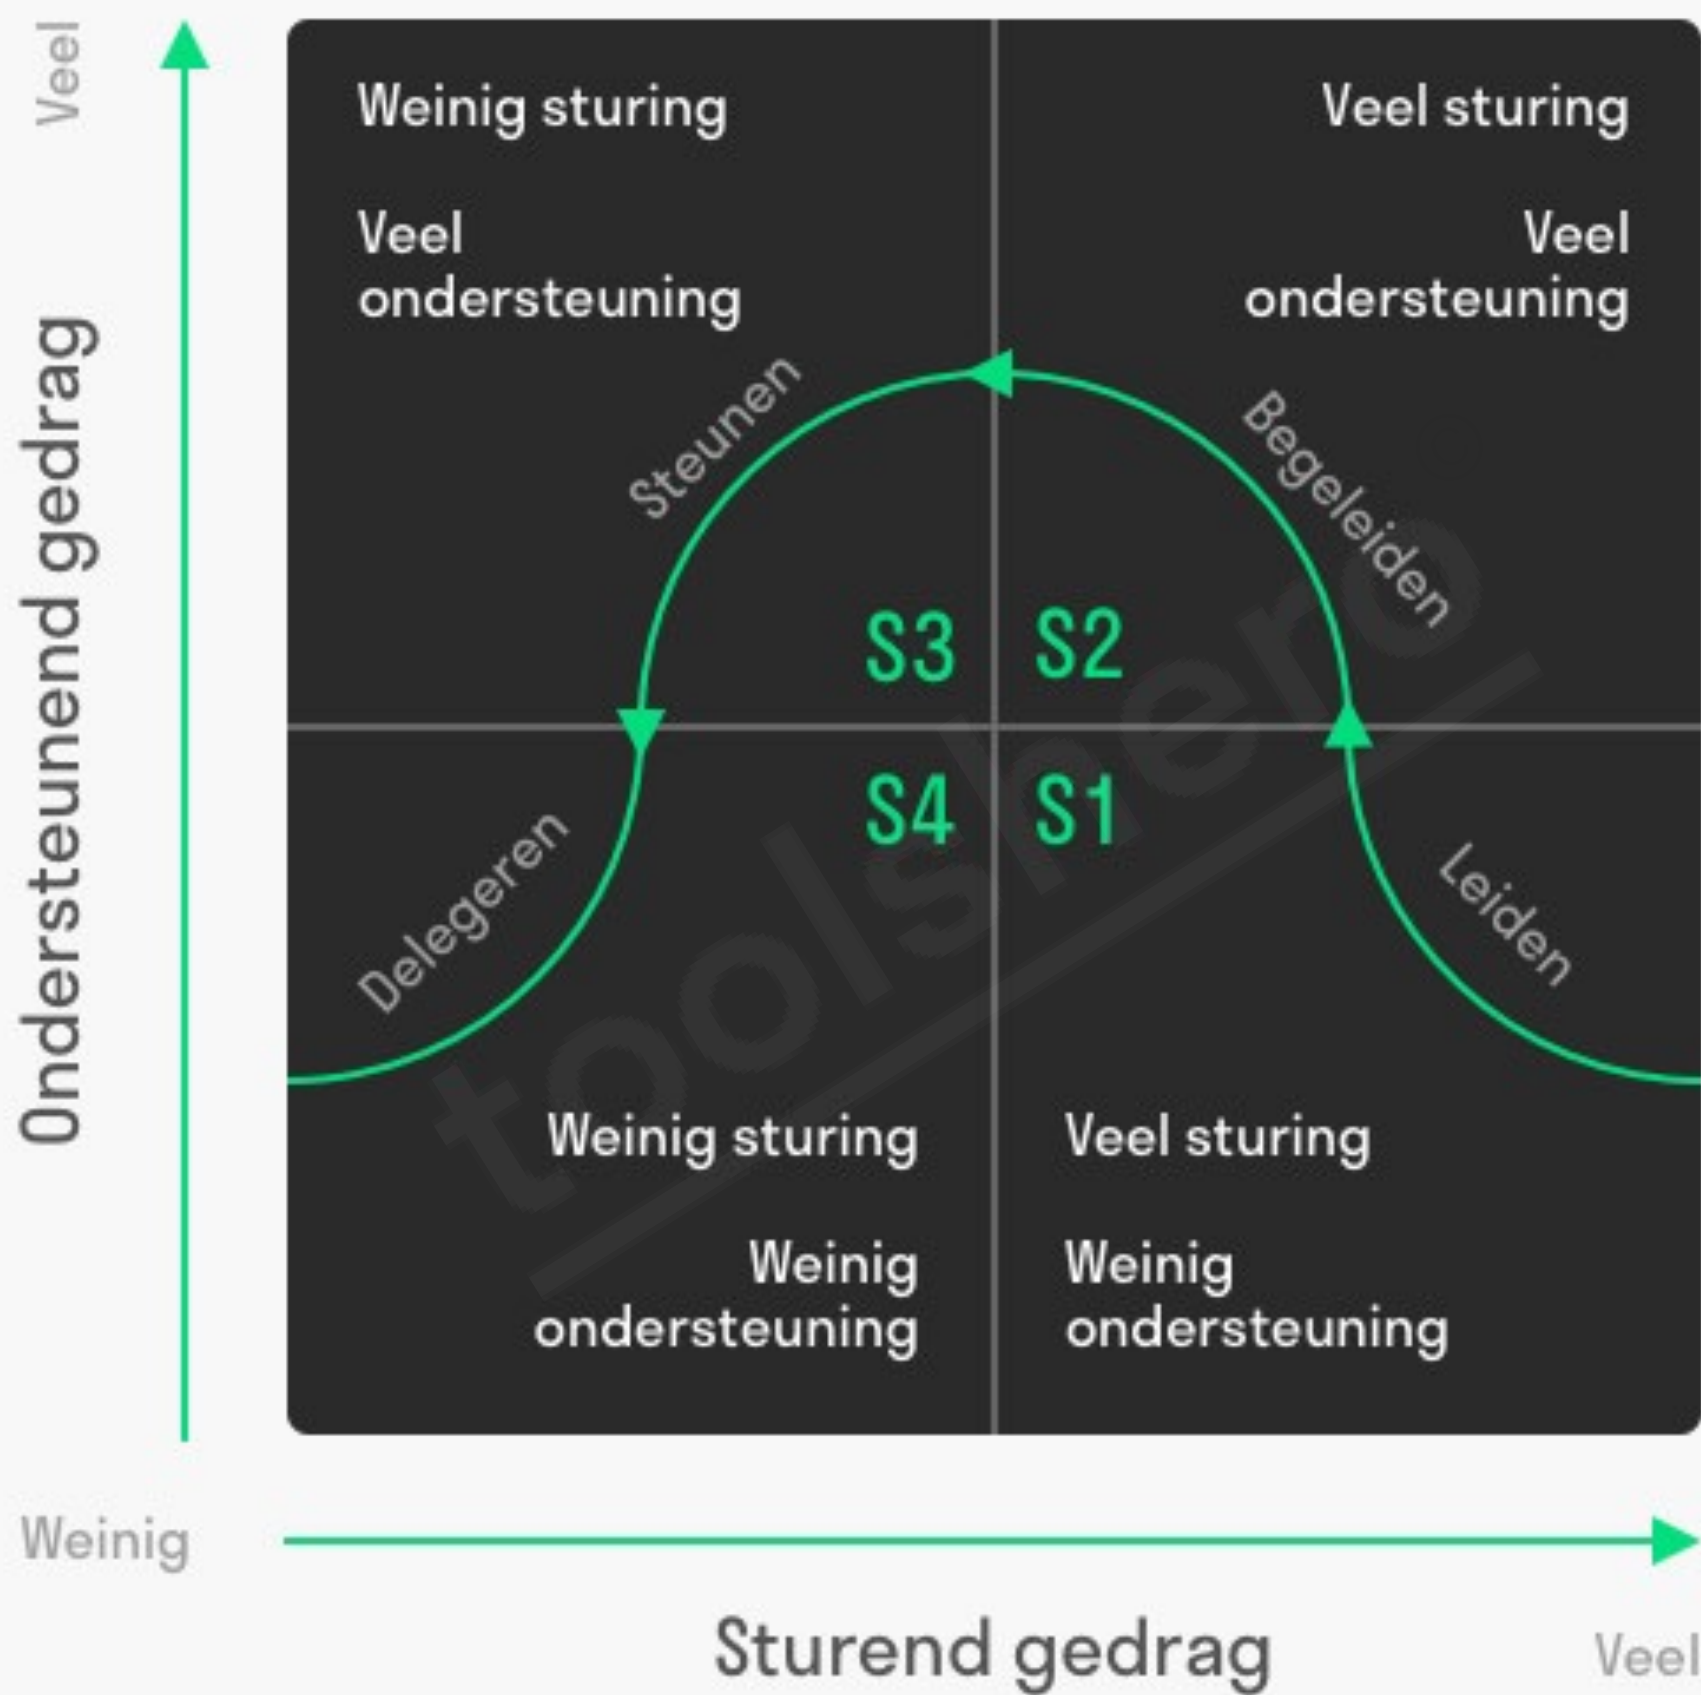 Veel
Ondersteunend gedrag
Weinig sturing
Veel
ondersteuning
Veel sturing
Veel
ondersteuning
Steunen
Begeleiden
S3
S2
S4
S1
Delegeren
Leiden
toolshero
Weinig sturing
Weinig
ondersteuning
Veel sturing
Weinig
ondersteuning
Weinig
Sturend gedrag
Veel